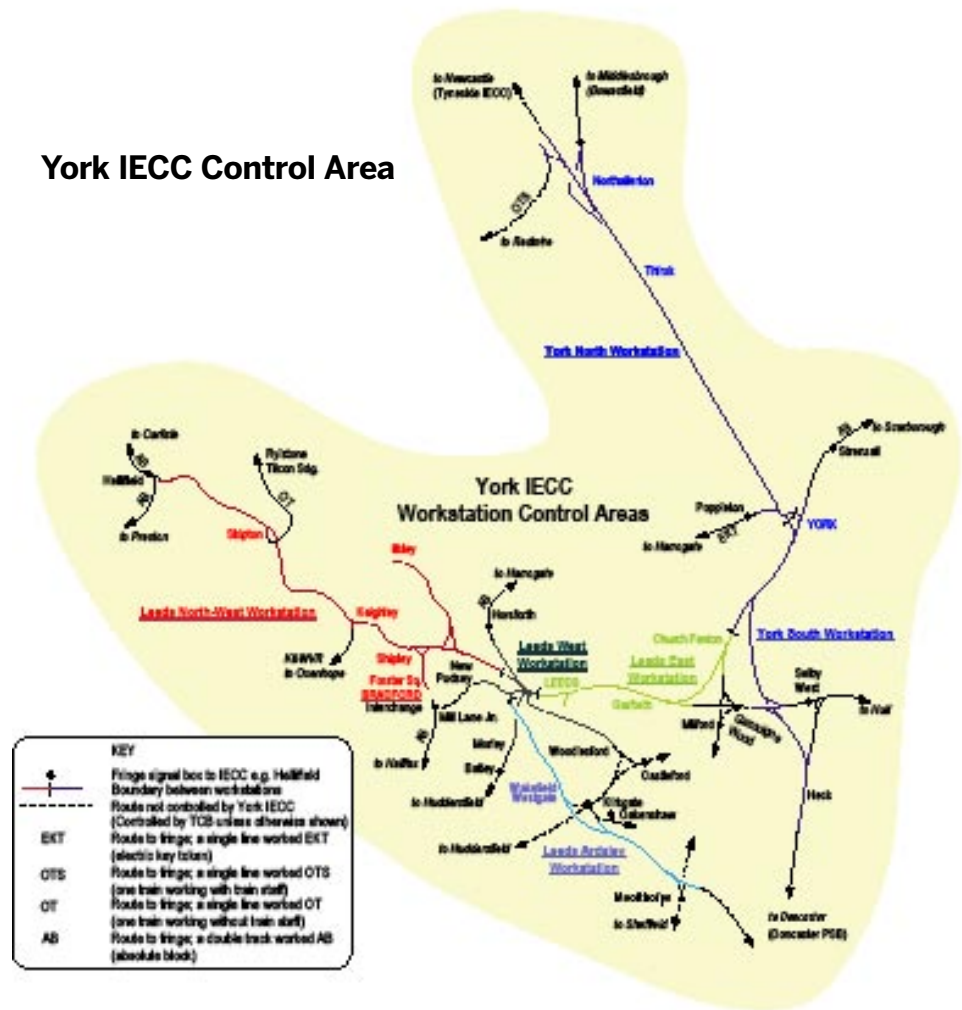 York IECC Control Area
to Newcastle
(Tyneside IECC)
to Middlesbrough
(Bowesfield)
Northallerton
OTS
to Redmire
Thirsk
York North Workstation
to Carlisle
AB
Hellifield
AB
to Preston
Rylstone
Tilcon Sdg.
OT
Skipton
York IECC
Workstation Control Areas
AB
to Scarborough
Strensall
Poppleton
EKT
to Harrogate
YORK
Ilkley
to Harrogate
AB
Horsforth
Leeds North-West Workstation
Keighley
K&WVR
to Oxenhope
Shipley
Forster Sq.
BRADFORD
Interchange
New
Pudsey
Mill Lane Jn.
AB
to Halifax
Leeds West
Workstation
LEEDS
Church Fenton
Leeds East
Workstation
Garforth
York South Workstation
Selby
West
to Hull
Milford
Gascoigne
Wood
Morley
Batley
to Huddersfield
Woodlesford
Castleford
Wakefield
Westgate
Kirkgate
Oakenshaw
to Huddersfield
Leeds Ardsley
Workstation
Heck
Moorthorpe
to Sheffield
to Doncaster
(Doncaster PSB)
KEY
Fringe signal box to IECC e.g. Hellifield
Boundary between workstations
Route not controlled by York IECC
(Controlled by TCB unless otherwise shown)
EKT Route to fringe; a single line worked EKT
(electric key token)
OTS Route to fringe; a single line worked OTS
(one train working with train staff)
OT Route to fringe; a single line worked OT
(one train working without train staff)
AB Route to fringe; a double track worked AB
(absolute block)